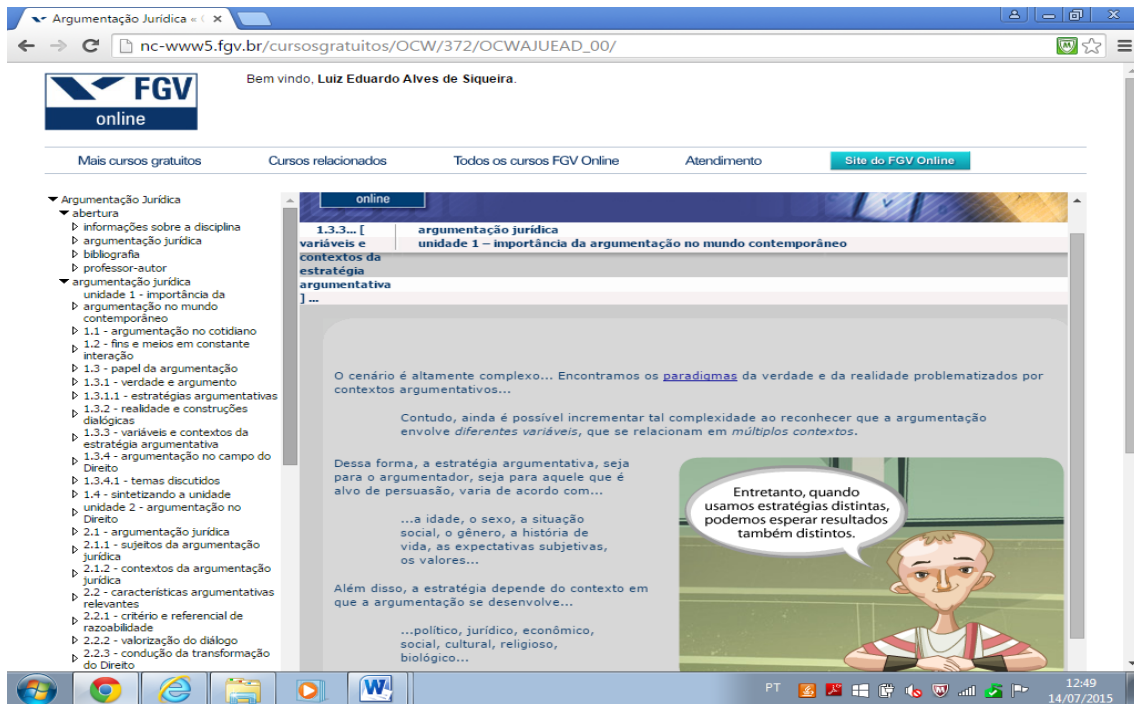 Argumentação Jurídica « (
nc-www5.fgv.br/cursosgratuitos/OCW/372/OCWAJUEAD_00/
FGV
online
Bem vindo, Luiz Eduardo Alves de Siqueira.
Mais cursos gratuitos
Cursos relacionados
Todos os cursos FGV Online
Atendimento
Site do FGV Online
Argumentação Jurídica
abertura
informações sobre a disciplina
argumentação jurídica
bibliografia
professor-autor
argumentação jurídica
unidade 1 - importância da
argumentação no mundo
contemporâneo
1.1 - argumentação no cotidiano
1.2 - fins e meios em constante
interação
1.3 - papel da argumentação
1.3.1 - verdade e argumento
1.3.1.1 - estratégias argumentativas
1.3.2 - realidade e construções
dialógicas
1.3.3 - variáveis e contextos da
estratégia argumentativa
1.3.4 - argumentação no campo do
Direito
1.3.4.1 - temas discutidos
1.4 - sintetizando a unidade
unidade 2 - argumentação no
Direito
2.1 - argumentação jurídica
2.1.1 - sujeitos da argumentação
jurídica
2.1.2 - contextos da argumentação
jurídica
2.2 - características argumentativas
relevantes
2.2.1 - critério e referencial de
razoabilidade
2.2.2 - valorização do diálogo
2.2.3 - condução da transformação
do Direito
online
1.3.3... [
variáveis e
contextos da
estratégia
argumentativa
] ...
argumentação jurídica
unidade 1 – importância da argumentação no mundo contemporâneo
O cenário é altamente complexo... Encontramos os paradigmas da verdade e da realidade problematizados por
contextos argumentativos...
Contudo, ainda é possível incrementar tal complexidade ao reconhecer que a argumentação
envolve diferentes variáveis, que se relacionam em múltiplos contextos.
Dessa forma, a estratégia argumentativa, seja
para o argumentador, seja para aquele que é
alvo de persuasão, varia de acordo com...
...a idade, o sexo, a situação
social, o gênero, a história de
vida, as expectativas subjetivas,
os valores...
Além disso, a estratégia depende do contexto em
que a argumentação se desenvolve...
...político, jurídico, econômico,
social, cultural, religioso,
biológico...
Entretanto, quando
usamos estratégias distintas,
podemos esperar resultados
também distintos.
PT
12:49
14/07/2015